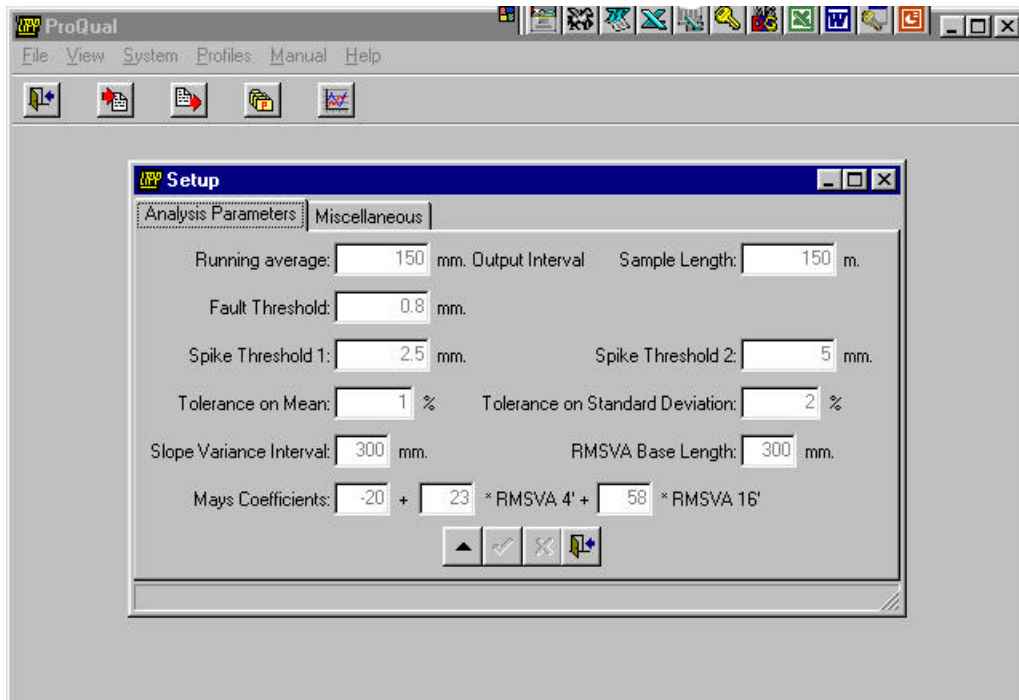 ProQual
File View System Profiles Manual Help
Setup
Analysis Parameters Miscellaneous
Running average: 150 mm. Output Interval Sample Length: 150 m.
Fault Threshold: 0.8 mm.
Spike Threshold 1: 2.5 mm. Spike Threshold 2: 5 mm.
Tolerance on Mean: 1 % Tolerance on Standard Deviation: 2 %
Slope Variance Interval: 300 mm. RMSVA Base Length: 300 mm.
Mays Coefficients: -20 + 23 * RMSVA 4' + 58 * RMSVA 16'